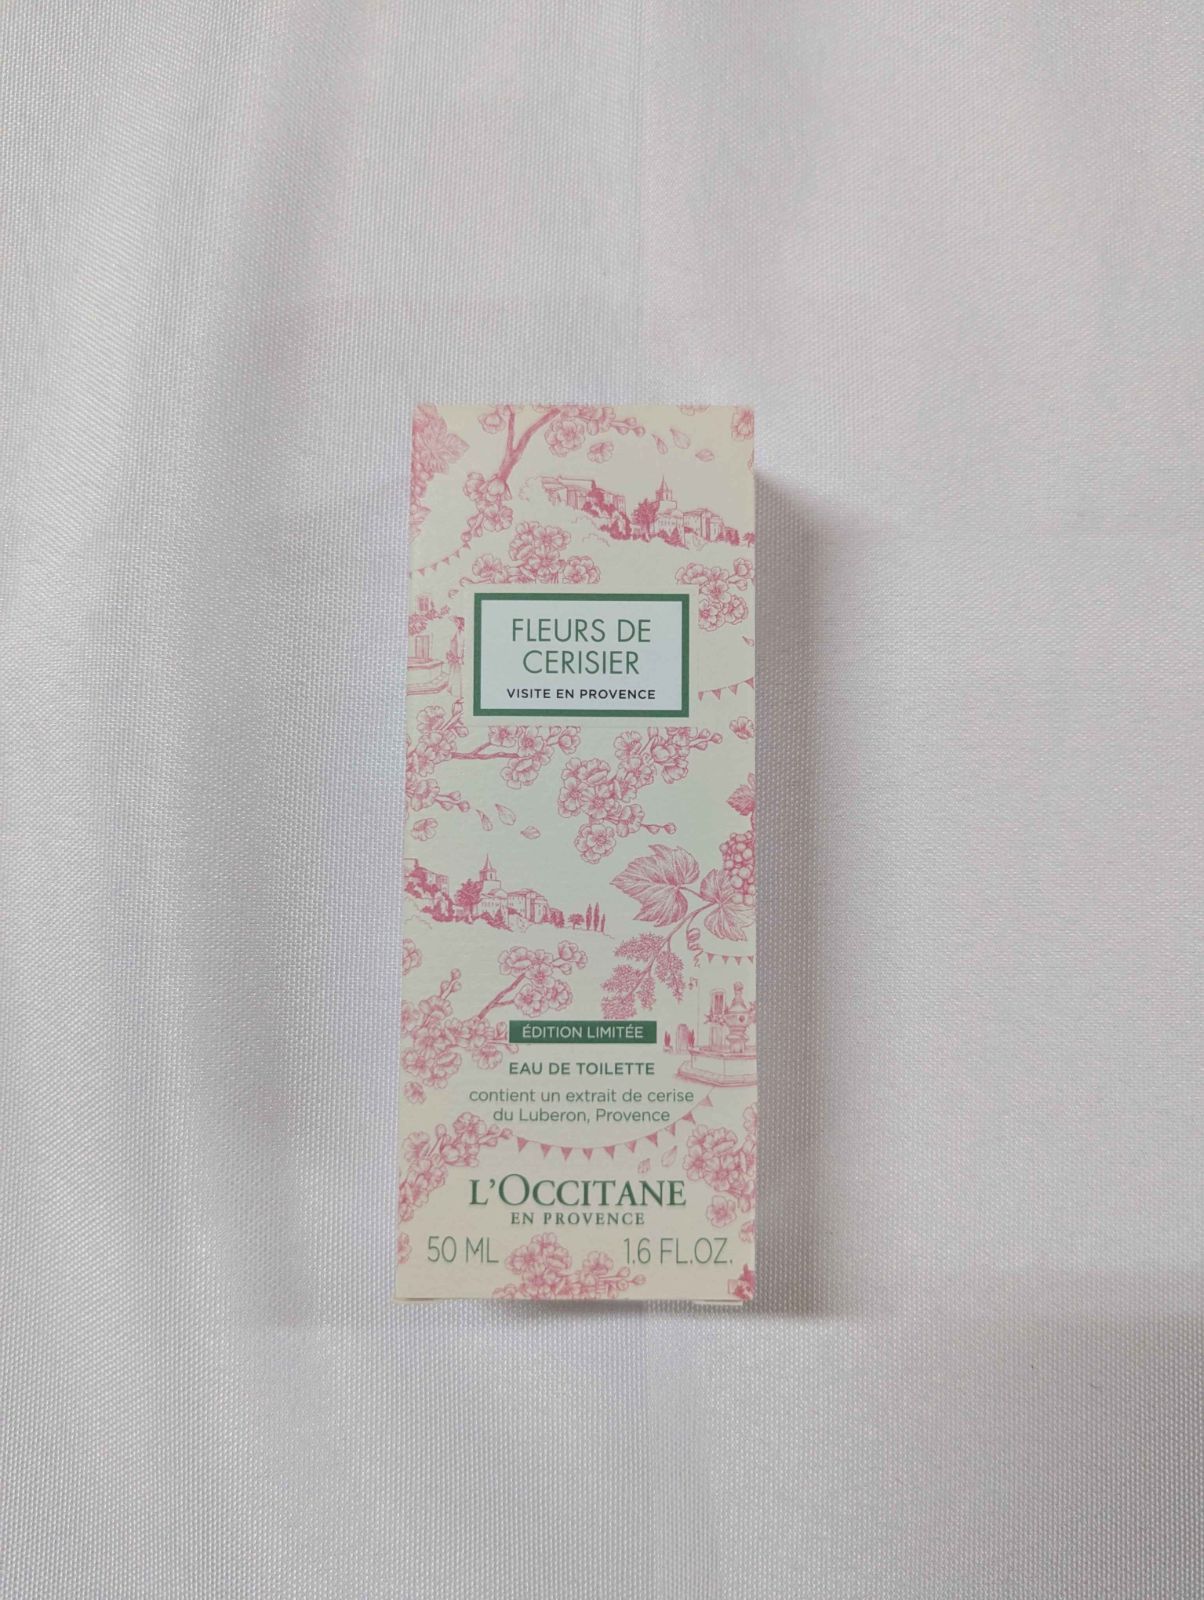 FLEURS DE
CERISIER
VISITE EN PROVENCE
ÉDITION LIMITÉE
EAU DE TOILETTE
contient un extrait de cerise
du Luberon, Provence
L'OCCITANE
EN PROVENCE
50 ML 1.6 FL.OZ.